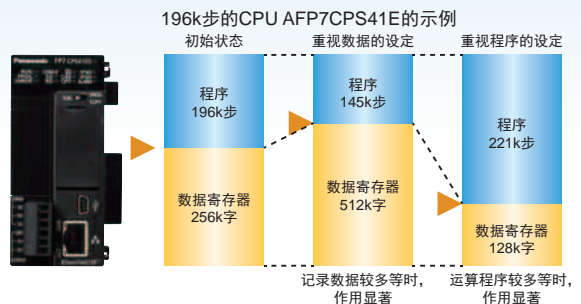 196k步的CPU AFP7CPS41E的示例
初始状态
重视数据的设定
重视程序的设定
Panasonic
FP7 CPS41ES
程序
196k步
程序
145k步
程序
221k步
数据寄存器
256k字
数据寄存器
512k字
数据寄存器
128k字
记录数据较多等时,
作用显著
运算程序较多等时,
作用显著